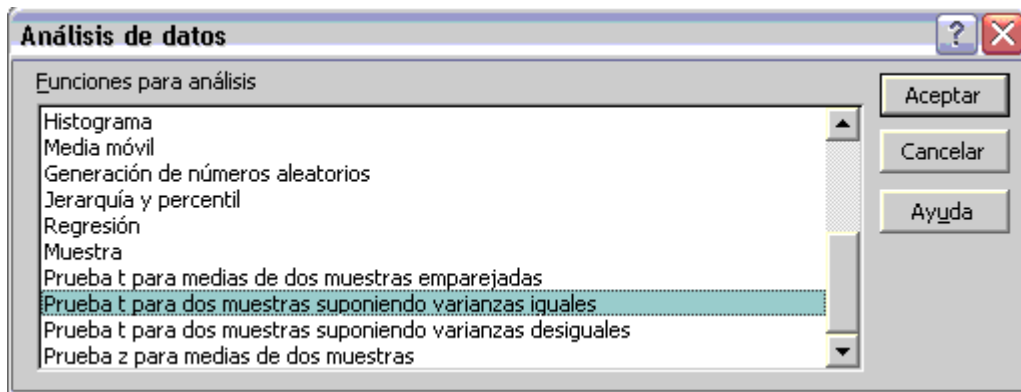 Análisis de datos
Funciones para análisis
Histograma
Media móvil
Generación de números aleatorios
Jerarquía y percentil
Regresión
Muestra
Prueba t para medias de dos muestras emparejadas
Prueba t para dos muestras suponiendo varianzas iguales
Prueba t para dos muestras suponiendo varianzas desiguales
Prueba z para medias de dos muestras
Aceptar
Cancelar
Ayuda